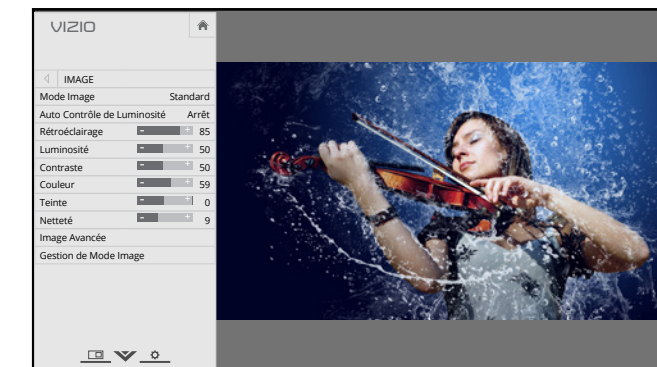 VIZIO
IMAGE
Mode Image Standard
Auto Contrôle de Luminosité Arrêt
Rétroéclairage - + 85
Luminosité - + 50
Contraste - + 50
Couleur - + 59
Teinte - + 0
Netteté - + 9
Image Avancée
Gestion de Mode Image